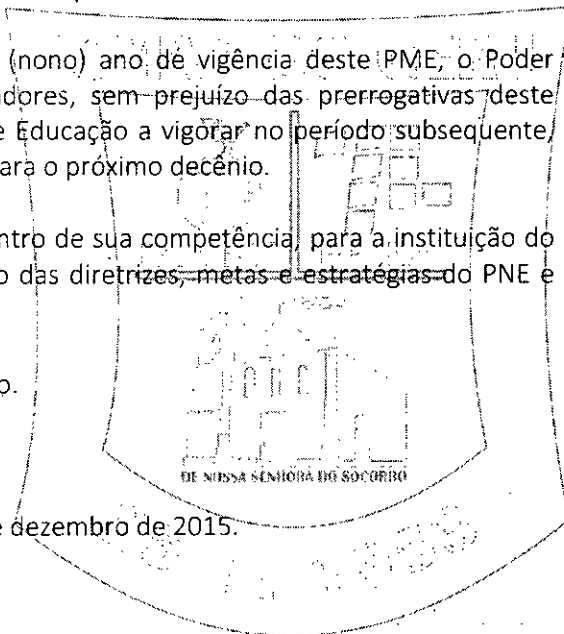 (nono) ano de vigência deste PME, o Poder
adores, sem prejuízo das prerrogativas deste
e Educação a vigorar no período subsequente,
ara o próximo decênio.
ntro de sua competência, para a instituição do
o das diretrizes, metas e estratégias do PNE e
o.
DE NOSSA SENHORA DO SOCORRO
e dezembro de 2015.